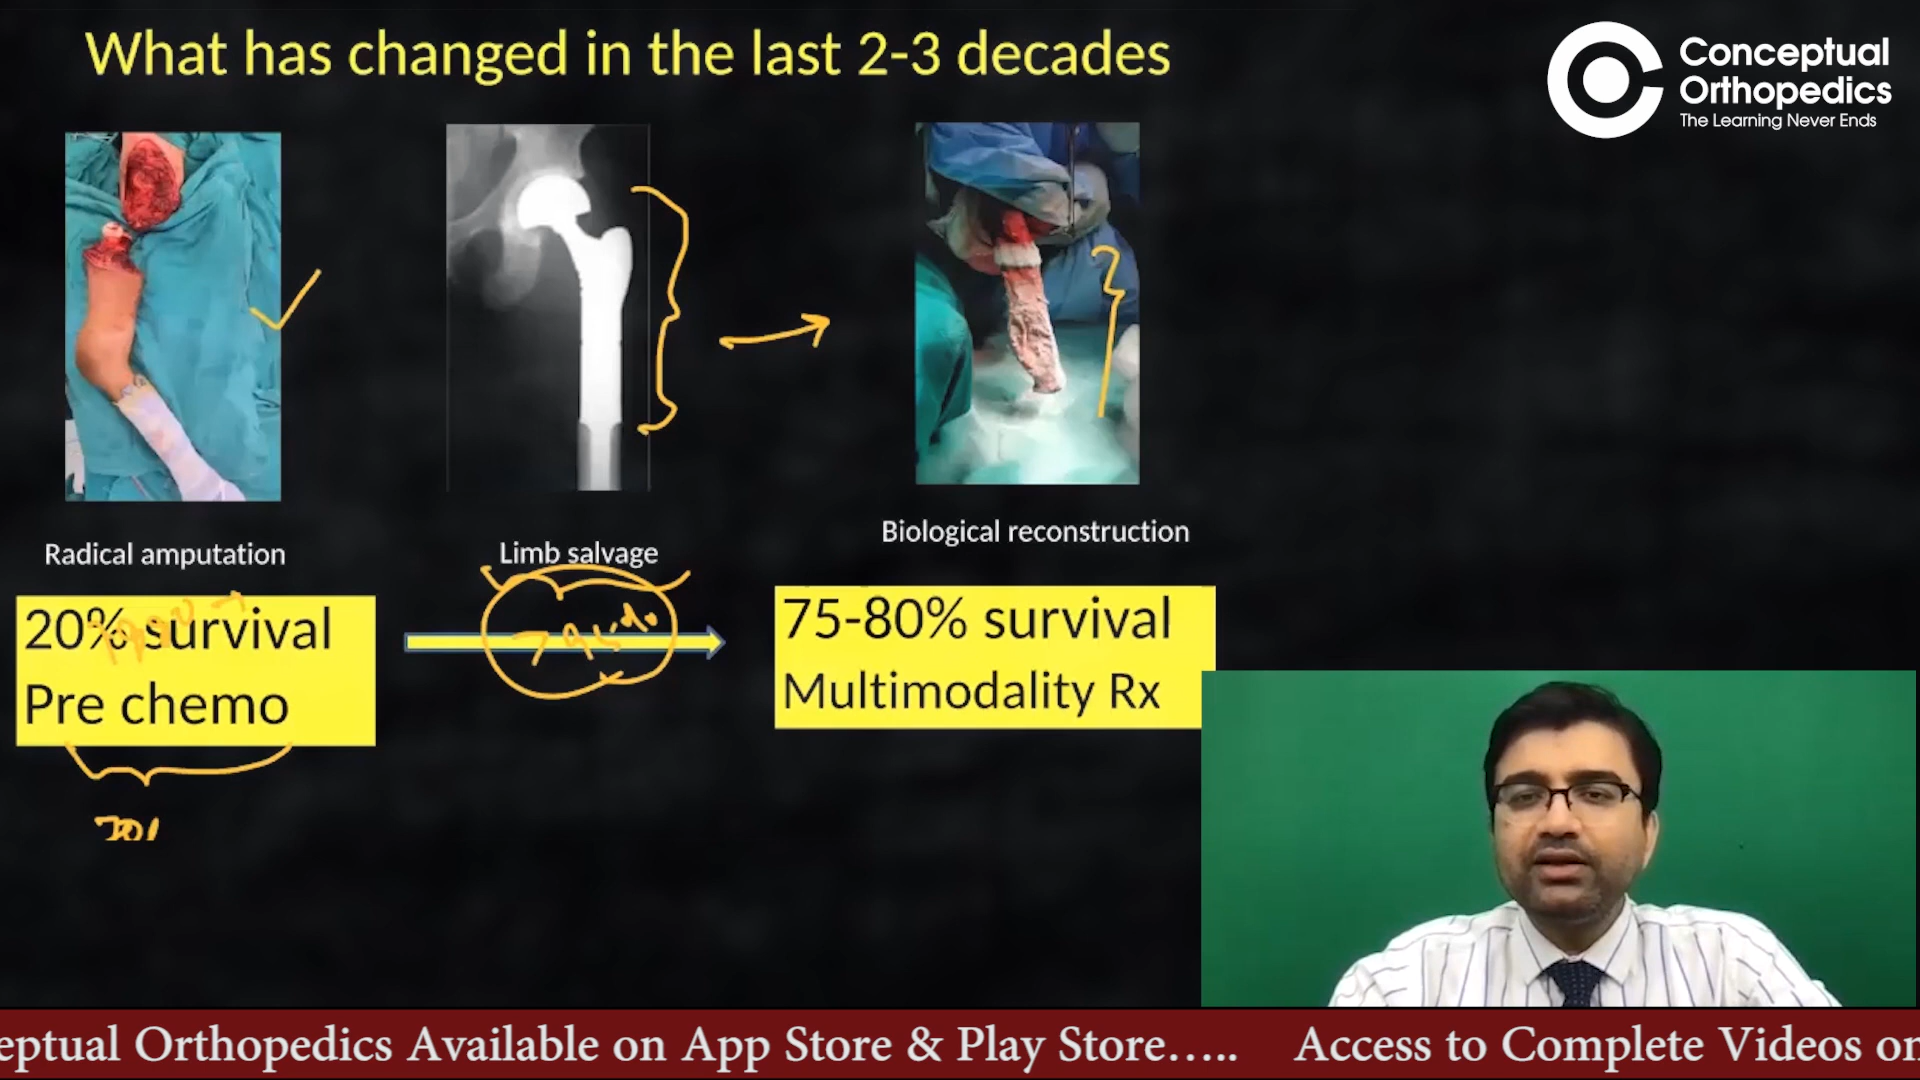 What has changed in the last 2-3 decades
Conceptual
Orthopedics
The Learning Never Ends
Radical amputation
Limb salvage
Biological reconstruction
20% survival
Pre chemo
75-80% survival
Multimodality Rx
Orthopedics Available on App Store & Play Store..... Access to Complete Videos